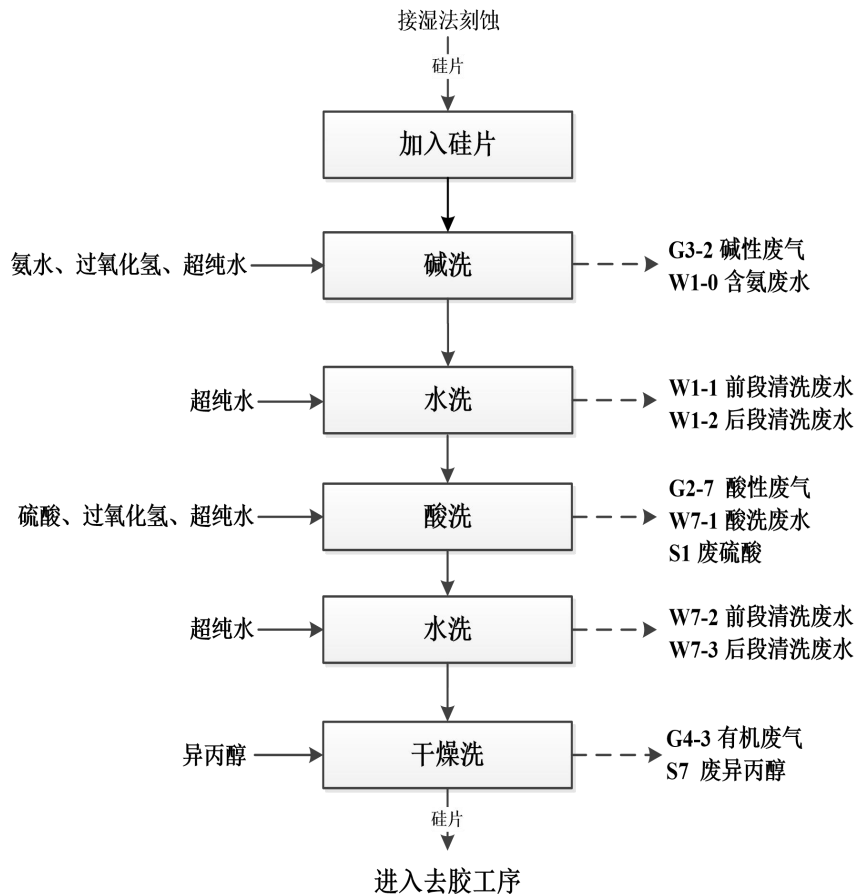 接湿法刻蚀
硅片
加入硅片
氨水、过氧化氢、超纯水
碱洗
G3-2 碱性废气
W1-0 含氨废水
超纯水
水洗
W1-1 前段清洗废水
W1-2 后段清洗废水
硫酸、过氧化氢、超纯水
酸洗
G2-7 酸性废气
W7-1 酸洗废水
S1 废硫酸
超纯水
水洗
W7-2 前段清洗废水
W7-3 后段清洗废水
异丙醇
干燥洗
G4-3 有机废气
S7 废异丙醇
硅片
进入去胶工序